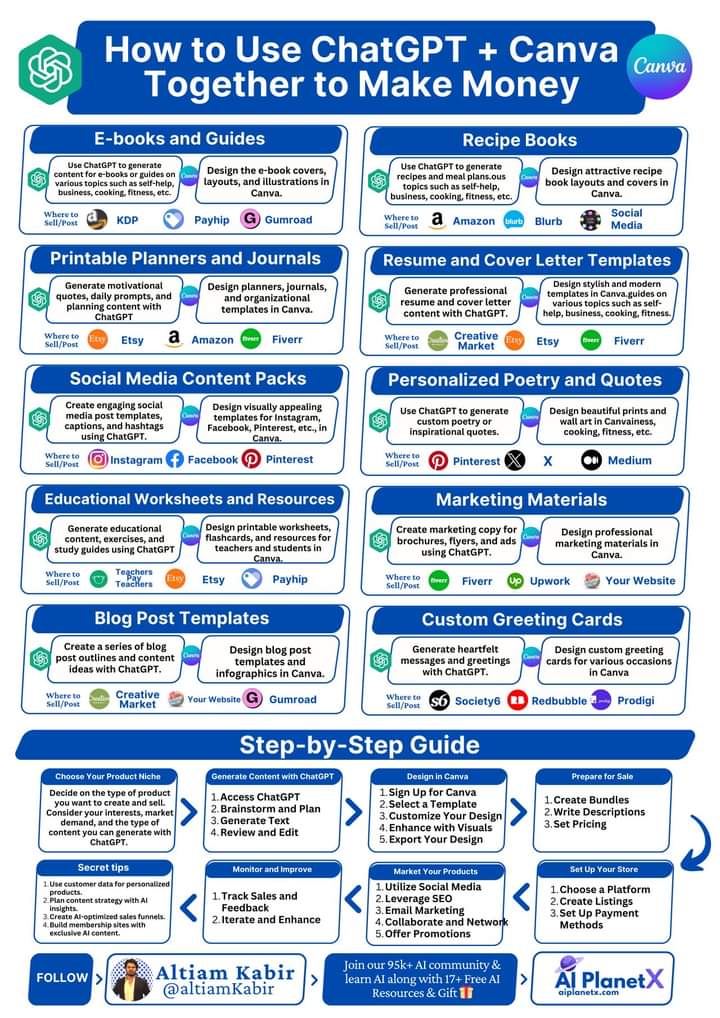 How to Use ChatGPT + Canva
Together to Make Money
Canva
E-books and Guides
Use ChatGPT to generate
content for e-books or guides on
various topics such as self-help,
business, cooking, fitness, etc.
Canva
Design the e-book covers,
layouts, and illustrations in
Canva.
Where to
Sell/Post
KDP
Payhip
Gumroad
Recipe Books
Use ChatGPT to generate
recipes and meal plans.ous
topics such as self-help,
business, cooking, fitness, etc.
Canva
Design attractive recipe
book layouts and covers in
Canva.
Where to
Sell/Post
Amazon
blurb
Blurb
Social
Media
Printable Planners and Journals
Generate motivational
quotes, daily prompts, and
planning content with
ChatGPT
Canva
Design planners, journals,
and organizational
templates in Canva.
Where to
Sell/Post
Etsy
Etsy
Amazon
fiverr
Fiverr
Resume and Cover Letter Templates
Generate professional
resume and cover letter
content with ChatGPT.
Canva
Design stylish and modern
templates in Canva.guides on
various topics such as self-
help, business, cooking, fitness.
Where to
Sell/Post
Creative
Market
Etsy
Etsy
fiverr
Fiverr
Social Media Content Packs
Create engaging social
media post templates,
captions, and hashtags
using ChatGPT.
Canva
Design visually appealing
templates for Instagram,
Facebook, Pinterest, etc., in
Canva.
Where to
Sell/Post
Instagram
Facebook
Pinterest
Personalized Poetry and Quotes
Use ChatGPT to generate
custom poetry or
inspirational quotes.
Canva
Design beautiful prints and
wall art in Canvainess,
cooking, fitness, etc.
Where to
Sell/Post
Pinterest
X
Medium
Educational Worksheets and Resources
Generate educational
content, exercises, and
study guides using ChatGPT
Canva
Design printable worksheets,
flashcards, and resources for
teachers and students in
Canva.
Where to
Sell/Post
Teachers
Pay
Teachers
Etsy
Etsy
Payhip
Marketing Materials
Create marketing copy for
brochures, flyers, and ads
using ChatGPT.
Canva
Design professional
marketing materials in
Canva.
Where to
Sell/Post
fiverr
Fiverr
Up
Upwork
Your Website
Blog Post Templates
Create a series of blog
post outlines and content
ideas with ChatGPT.
Canva
Design blog post
templates and
infographics in Canva.
Where to
Sell/Post
Creative
Market
Your Website
Gumroad
Custom Greeting Cards
Generate heartfelt
messages and greetings
with ChatGPT.
Canva
Design custom greeting
cards for various occasions
in Canva
Where to
Sell/Post
s6
Society6
Redbubble
Prodigi
Step-by-Step Guide
Choose Your Product Niche
Decide on the type of product
you want to create and sell.
Consider your interests, market
demand, and the type of
content you can generate with
ChatGPT.
Generate Content with ChatGPT
1. Access ChatGPT
2. Brainstorm and Plan
3. Generate Text
4. Review and Edit
Design in Canva
1. Sign Up for Canva
2. Select a Template
3. Customize Your Design
4. Enhance with Visuals
5. Export Your Design
Prepare for Sale
1. Create Bundles
2. Write Descriptions
3. Set Pricing
Set Up Your Store
1. Choose a Platform
2. Create Listings
3. Set Up Payment
Methods
Market Your Products
1. Utilize Social Media
2. Leverage SEO
3. Email Marketing
4. Collaborate and Network
5. Offer Promotions
Monitor and Improve
1. Track Sales and
Feedback
2. Iterate and Enhance
Secret tips
1. Use customer data for personalized
products.
2. Plan content strategy with AI
insights.
3. Create AI-optimized sales funnels.
4. Build membership sites with
exclusive AI content.
FOLLOW
Altiam Kabir
@altiamKabir
Join our 95k+ AI community &
learn AI along with 17+ Free AI
Resources & Gift
AI PlanetX
aiplanetx.com